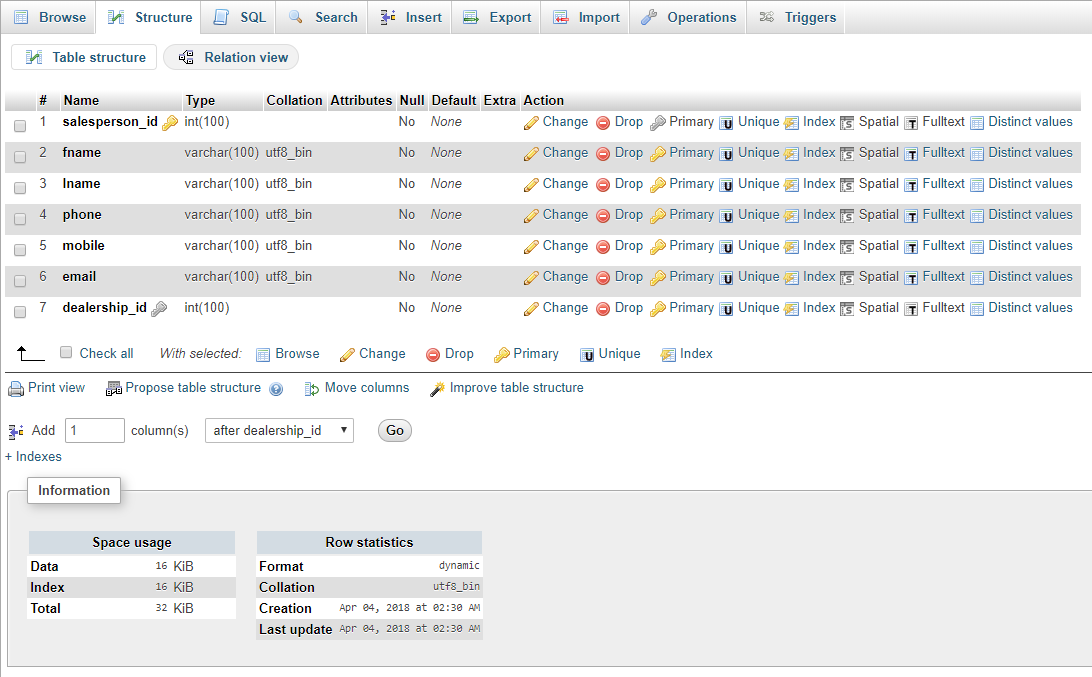 Browse Structure SQL Search Insert Export Import Operations Triggers
Table structure Relation view
# Name Type Collation Attributes Null Default Extra Action
1 salesperson_id int(100) No None Change Drop Primary Unique Index Spatial Fulltext Distinct values
2 fname varchar(100) utf8_bin No None Change Drop Primary Unique Index Spatial Fulltext Distinct values
3 lname varchar(100) utf8_bin No None Change Drop Primary Unique Index Spatial Fulltext Distinct values
4 phone varchar(100) utf8_bin No None Change Drop Primary Unique Index Spatial Fulltext Distinct values
5 mobile varchar(100) utf8_bin No None Change Drop Primary Unique Index Spatial Fulltext Distinct values
6 email varchar(100) utf8_bin No None Change Drop Primary Unique Index Spatial Fulltext Distinct values
7 dealership_id int(100) No None Change Drop Primary Unique Index Spatial Fulltext Distinct values
Check all With selected: Browse Change Drop Primary Unique Index
Print view Propose table structure Move columns Improve table structure
Add 1 column(s) after dealership_id Go
+ Indexes
Information
Space usage
Data 16 KiB
Index 16 KiB
Total 32 KiB
Row statistics
Format dynamic
Collation utf8_bin
Creation Apr 04, 2018 at 02:30 AM
Last update Apr 04, 2018 at 02:30 AM